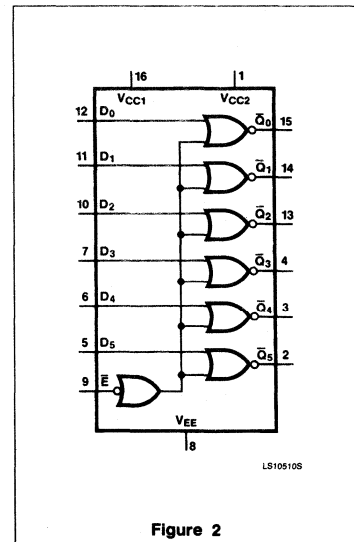 16 1
VCC1 VCC2
12 D0 Q̅0 15
11 D1 Q̅1 14
10 D2 Q̅2 13
7 D3 Q̅3 4
6 D4 Q̅4 3
5 D5 Q̅5 2
9 E̅
VEE
8
LS10510S
Figure 2